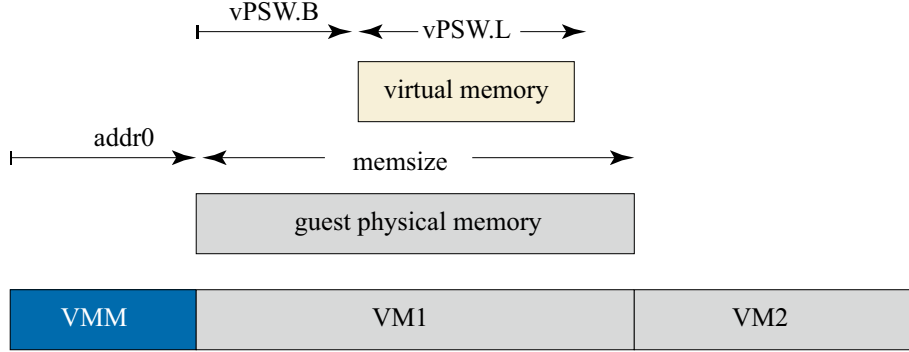 vPSW.B
vPSW.L
virtual memory
addr0
memsize
guest physical memory
VMM VM1 VM2